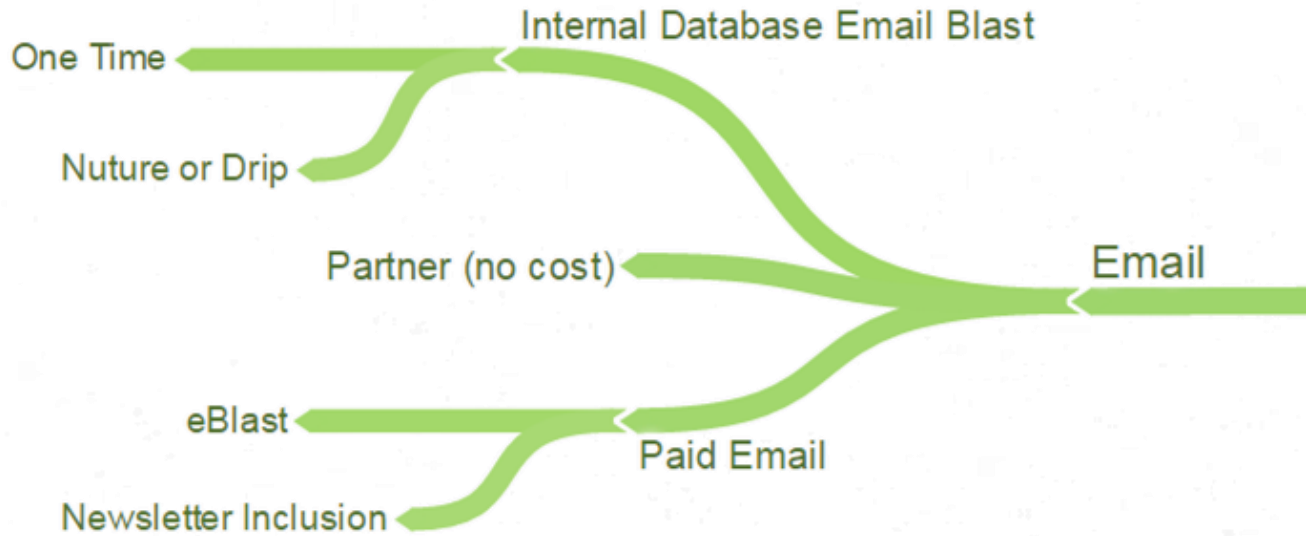 Internal Database Email Blast
One Time
Nuture or Drip
Partner (no cost)
Email
eBlast
Paid Email
Newsletter Inclusion